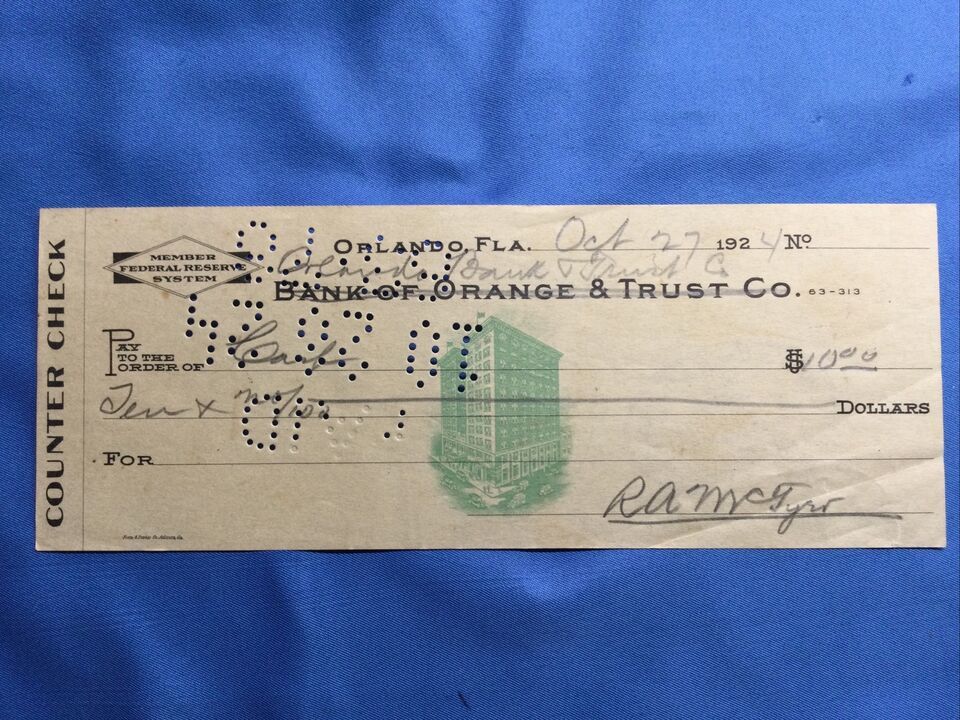 COUNTER CHECK
MEMBER
FEDERAL RESERVE
SYSTEM
ORLANDO, FLA. Oct 27 1924 No
Orlando Bank & Trust Co
BANK OF ORANGE & TRUST CO. 63-313
PAY
TO THE
ORDER OF Cash $10.00
Ten & no/100 DOLLARS
FOR
R A McTyre